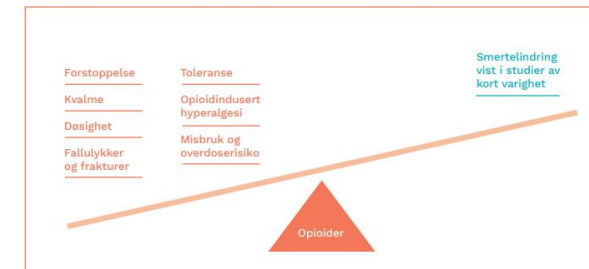 Forstoppelse
Kvalme
Døsighet
Fallulykker
og frakturer
Toleranse
Opioidindusert
hyperalgesi
Misbruk og
overdoserisiko
Smertelindring
vist i studier av
kort varighet
Opioider